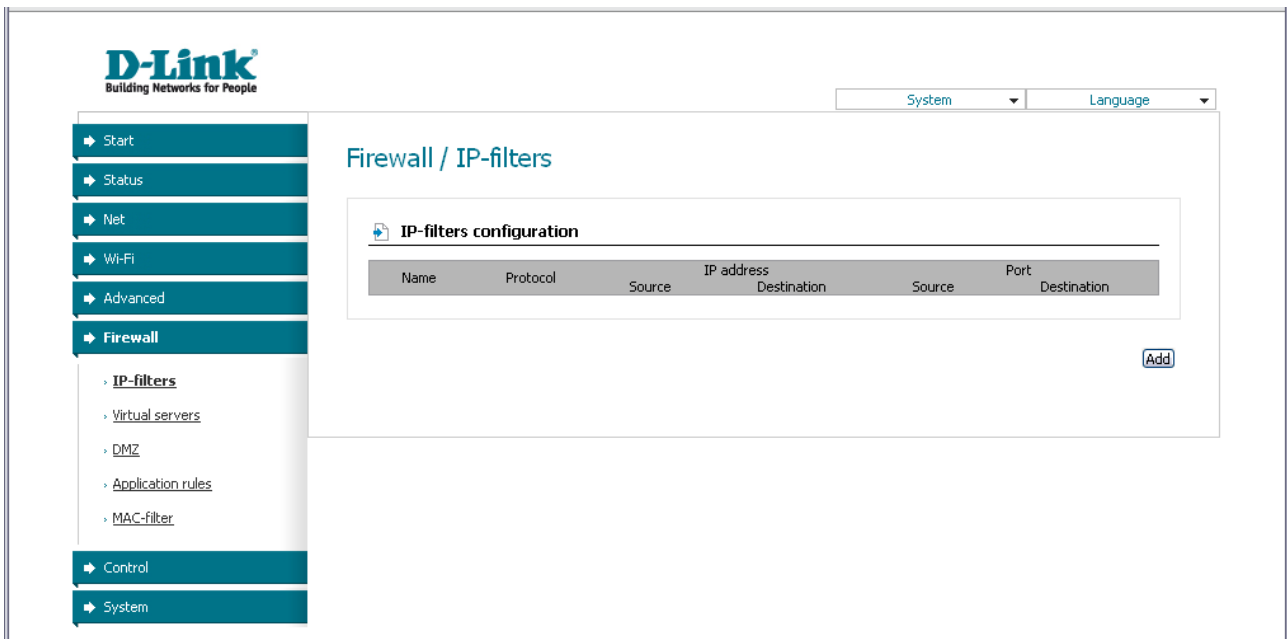 D-Link
Building Networks for People
System Language
Start
Status
Net
Wi-Fi
Advanced
Firewall
IP-filters
Virtual servers
DMZ
Application rules
MAC-filter
Control
System
Firewall / IP-filters
IP-filters configuration
Name Protocol IP address Port
Source Destination Source Destination
Add